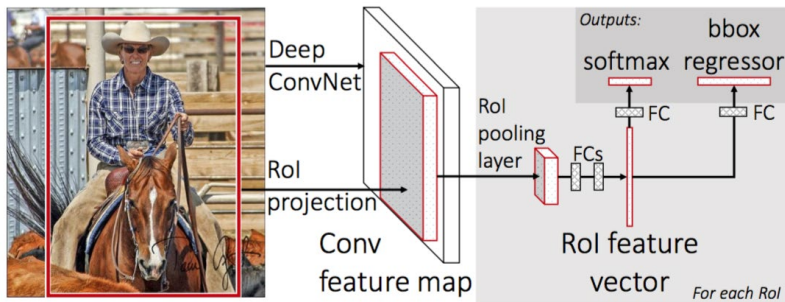 Deep
ConvNet
RoI
projection
Conv
feature map
RoI
pooling
layer
FCs
RoI feature
vector
Outputs:
softmax
FC
bbox
regressor
FC
For each RoI